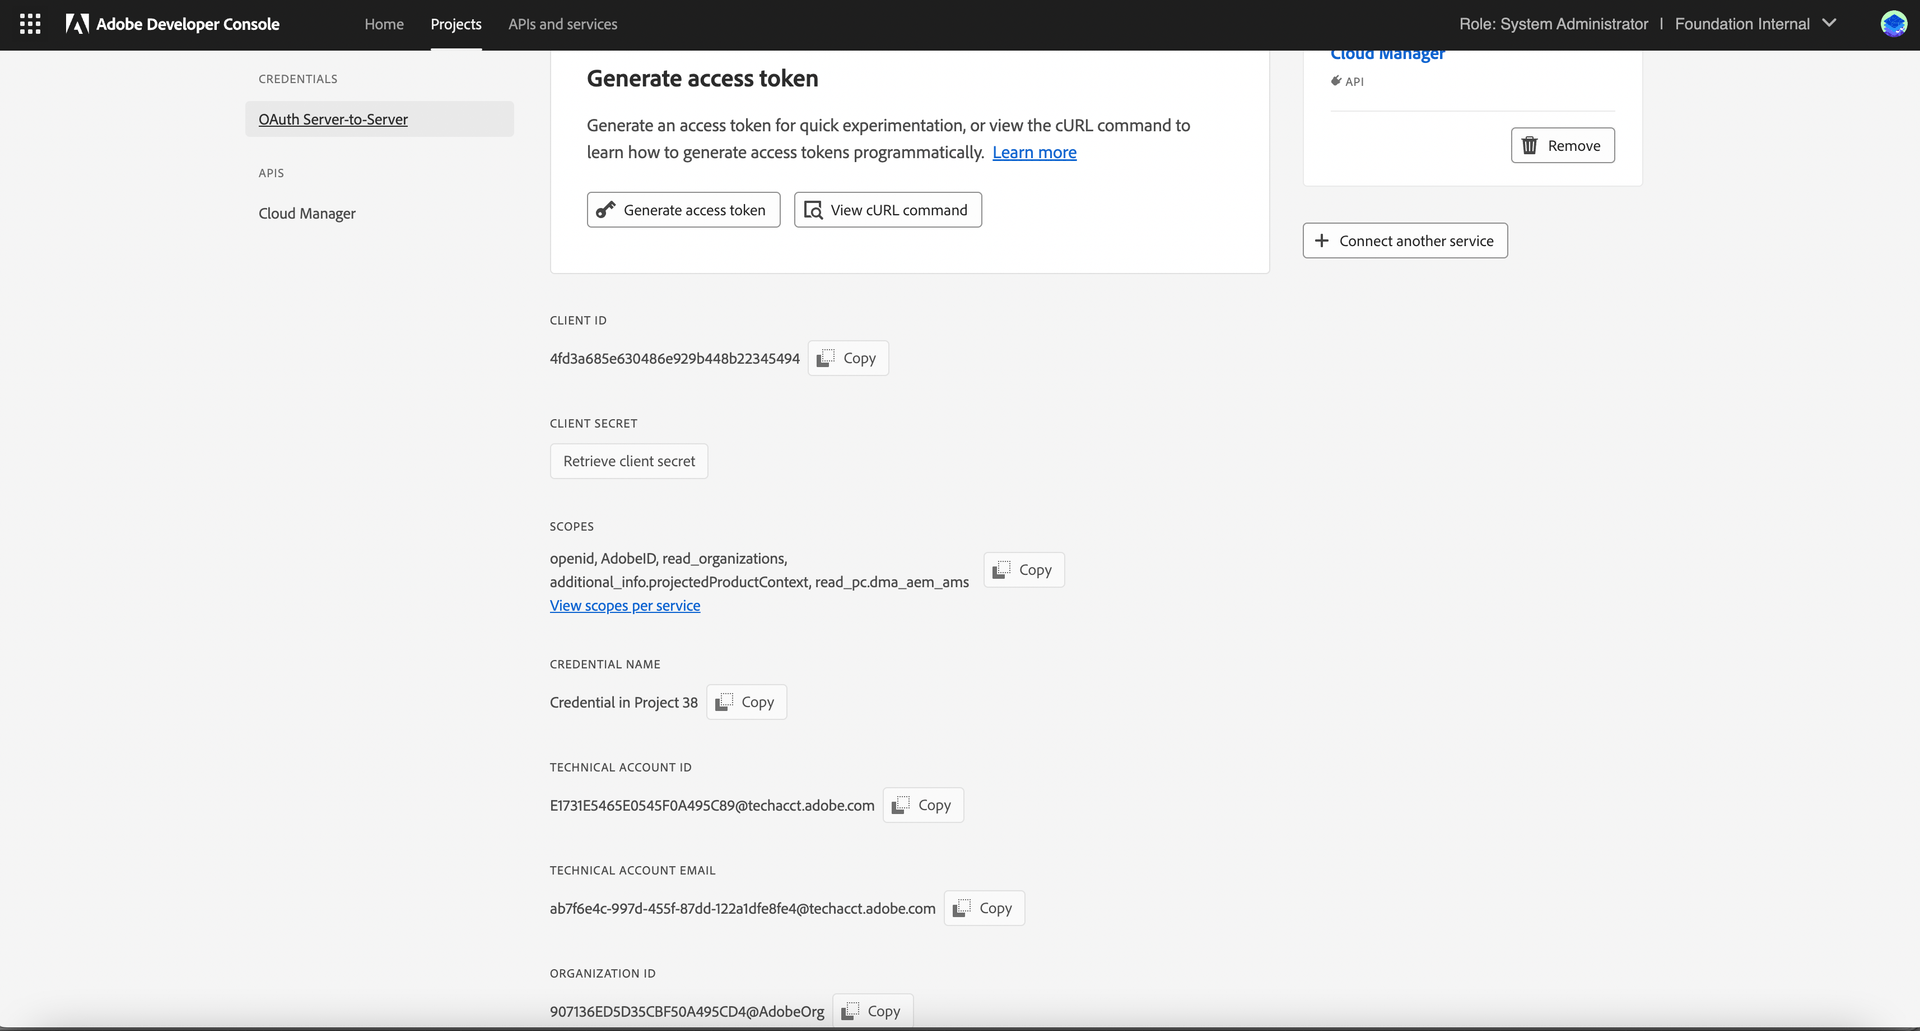 Adobe Developer Console
Home
Projects
APIs and services
Role: System Administrator | Foundation Internal
CREDENTIALS
OAuth Server-to-Server
APIS
Cloud Manager
Generate access token
Generate an access token for quick experimentation, or view the cURL command to
learn how to generate access tokens programmatically. Learn more
Generate access token
View cURL command
Cloud Manager
API
Remove
Connect another service
CLIENT ID
4fd3a685e630486e929b448b22345494
Copy
CLIENT SECRET
Retrieve client secret
SCOPES
openid, AdobeID, read_organizations,
additional_info.projectedProductContext, read_pc.dma_aem_ams
Copy
View scopes per service
CREDENTIAL NAME
Credential in Project 38
Copy
TECHNICAL ACCOUNT ID
E1731E5465E0545F0A495C89@techacct.adobe.com
Copy
TECHNICAL ACCOUNT EMAIL
ab7f6e4c-997d-455f-87dd-122a1dfe8fe4@techacct.adobe.com
Copy
ORGANIZATION ID
907136ED5D35CBF50A495CD4@AdobeOrg
Copy